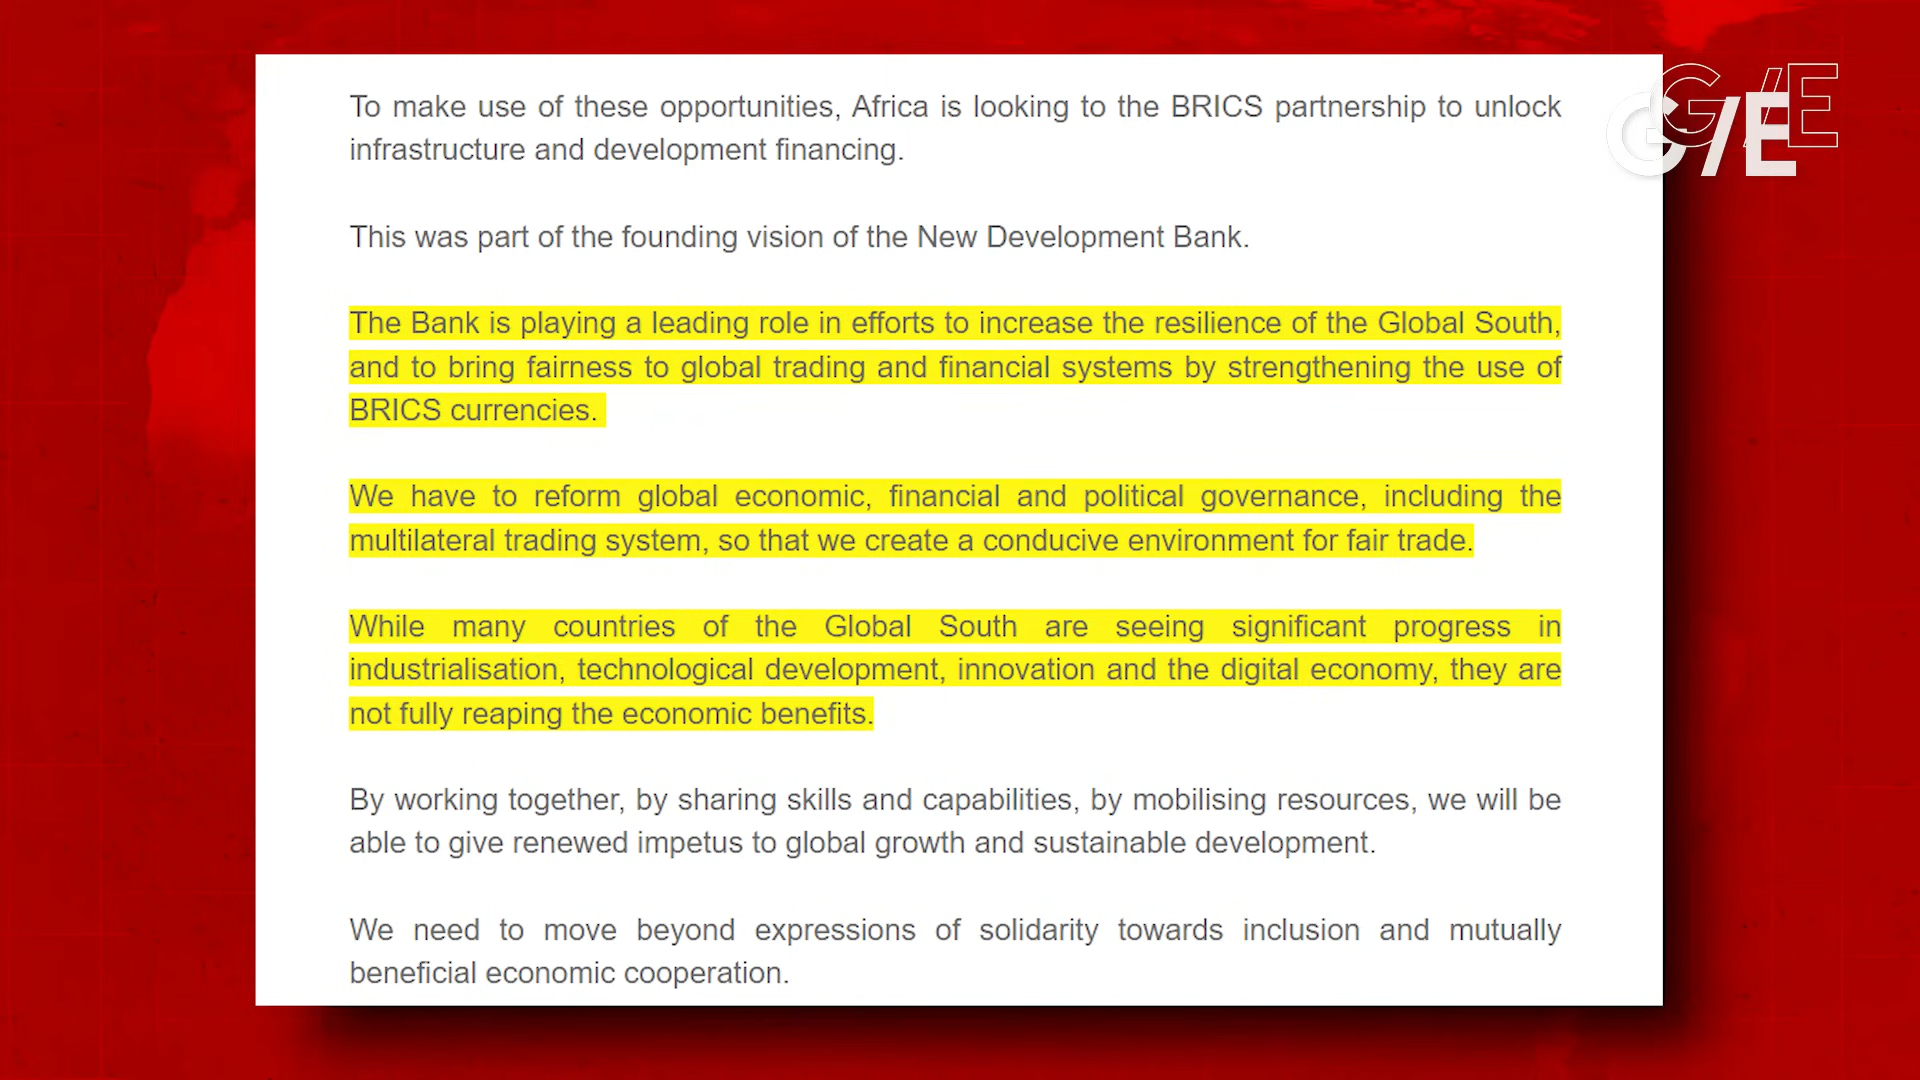 To make use of these opportunities, Africa is looking to the BRICS partnership to unlock
infrastructure and development financing.
This was part of the founding vision of the New Development Bank.
The Bank is playing a leading role in efforts to increase the resilience of the Global South,
and to bring fairness to global trading and financial systems by strengthening the use of
BRICS currencies.
We have to reform global economic, financial and political governance, including the
multilateral trading system, so that we create a conducive environment for fair trade.
While many countries of the Global South are seeing significant progress in
industrialisation, technological development, innovation and the digital economy, they are
not fully reaping the economic benefits.
By working together, by sharing skills and capabilities, by mobilising resources, we will be
able to give renewed impetus to global growth and sustainable development.
We need to move beyond expressions of solidarity towards inclusion and mutually
beneficial economic cooperation.
G/E
G/E